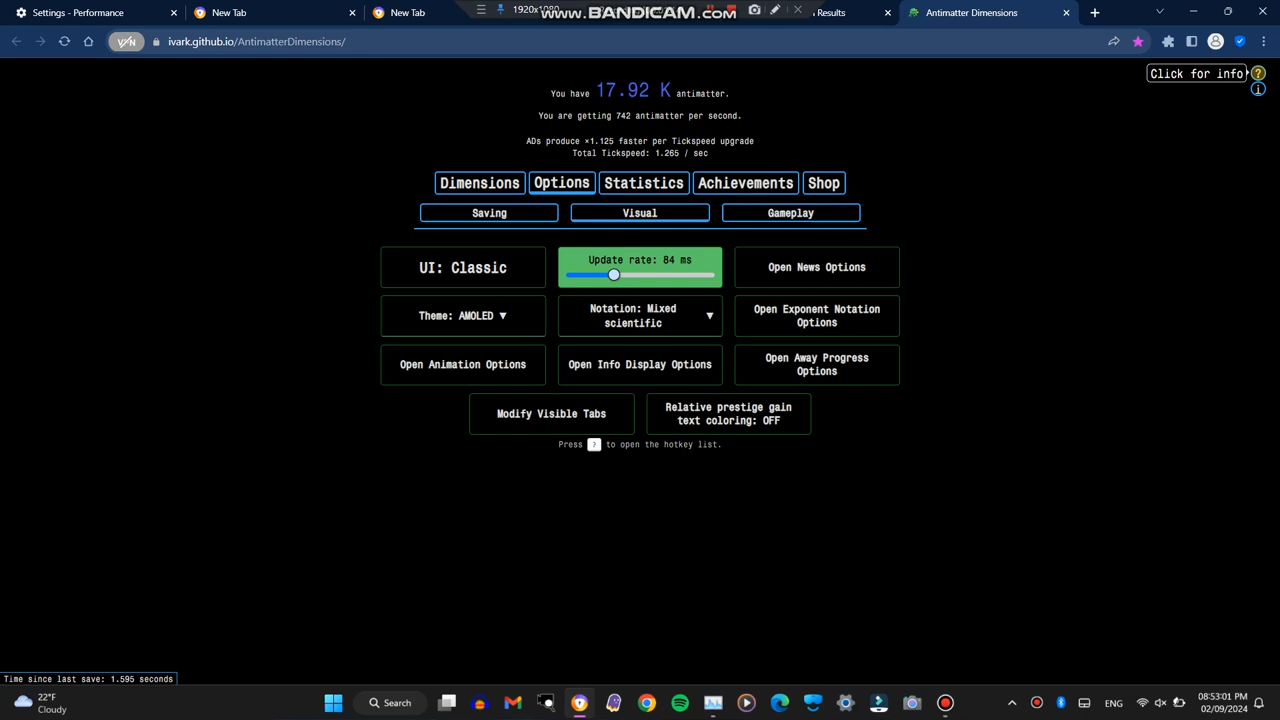 Settings - Performance
New Tab
New Tab
1920x1080
www.BANDICAM.com
Results
Antimatter Dimensions
VPN
ivark.github.io/AntimatterDimensions/
Click for info
?
i
You have 17.92 K antimatter.
You are getting 742 antimatter per second.
ADs produce ×1.125 faster per Tickspeed upgrade
Total Tickspeed: 1.265 / sec
Dimensions Options Statistics Achievements Shop
Saving Visual Gameplay
UI: Classic
Update rate: 84 ms
Open News Options
Theme: AMOLED ▼
Notation: Mixed
scientific ▼
Open Exponent Notation
Options
Open Animation Options
Open Info Display Options
Open Away Progress
Options
Modify Visible Tabs
Relative prestige gain
text coloring: OFF
Press ? to open the hotkey list.
Time since last save: 1.595 seconds
22°F
Cloudy
Search
ENG
08:53:01 PM
02/09/2024